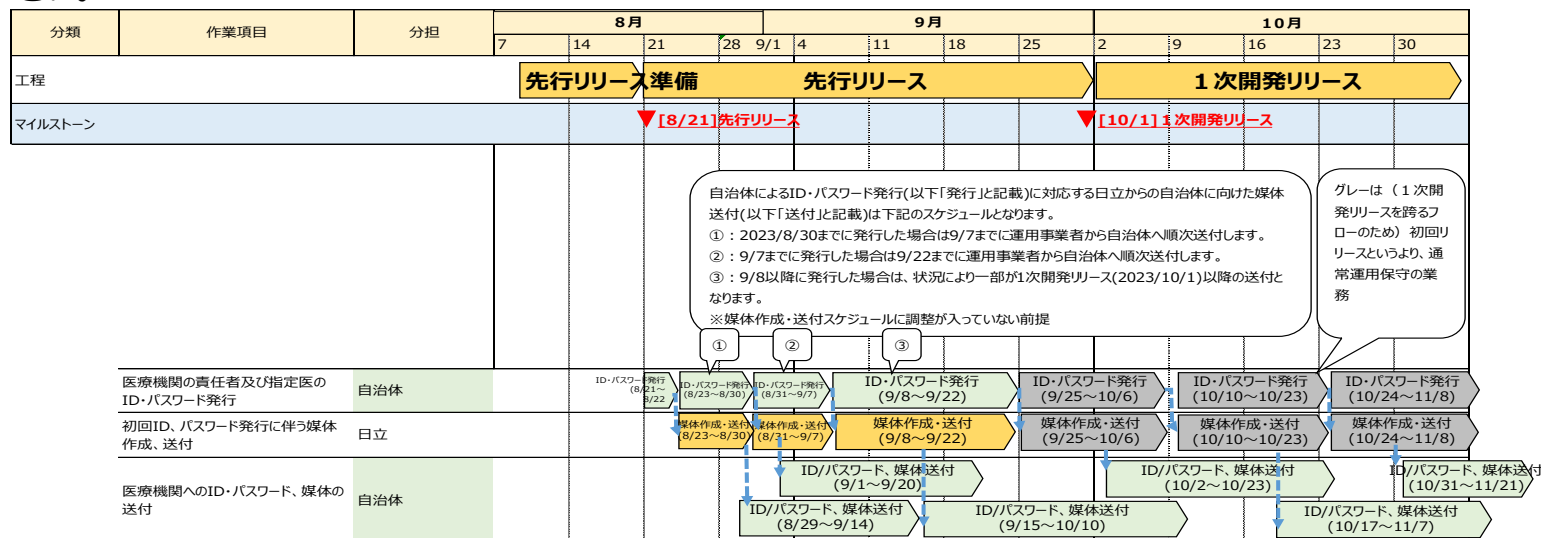 分類 作業項目 分担 8月 9月 10月
7 14 21 28 9/1 4 11 18 25 2 9 16 23 30
工程 先行リリース準備 先行リリース 1次開発リリース
マイルストーン [8/21]先行リリース [10/1]1次開発リリース
自治体によるID・パスワード発行(以下「発行」と記載)に対応する日立からの自治体に向けた媒体
送付(以下「送付」と記載)は下記のスケジュールとなります。
①：2023/8/30までに発行した場合は9/7までに運用事業者から自治体へ順次送付します。
②：9/7までに発行した場合は9/22までに運用事業者から自治体へ順次送付します。
③：9/8以降に発行した場合は、状況により一部が1次開発リリース(2023/10/1)以降の送付と
なります。
※媒体作成・送付スケジュールに調整が入っていない前提
グレーは（１次開
発リリースを跨るフ
ローのため）初回リ
リースというより、通
常運用保守の業
務
① ② ③
医療機関の責任者及び指定医の
ID・パスワード発行
自治体
ID・パスワード発行
(8/21～
8/22
ID・パスワード発行
(8/23～8/30)
ID・パスワード発行
(8/31～9/7)
ID・パスワード発行
(9/8～9/22)
ID・パスワード発行
(9/25～10/6)
ID・パスワード発行
(10/10～10/23)
ID・パスワード発行
(10/24～11/8)
初回ID、パスワード発行に伴う媒体
作成、送付
日立
媒体作成・送付
(8/23～8/30)
媒体作成・送付
(8/31～9/7)
媒体作成・送付
(9/8～9/22)
媒体作成・送付
(9/25～10/6)
媒体作成・送付
(10/10～10/23)
媒体作成・送付
(10/24～11/8)
医療機関へのID・パスワード、媒体の
送付
自治体
ID/パスワード、媒体送付
(9/1～9/20)
ID/パスワード、媒体送付
(10/2～10/23)
ID/パスワード、媒体送付
(10/31～11/21)
ID/パスワード、媒体送付
(8/29～9/14)
ID/パスワード、媒体送付
(9/15～10/10)
ID/パスワード、媒体送付
(10/17～11/7)